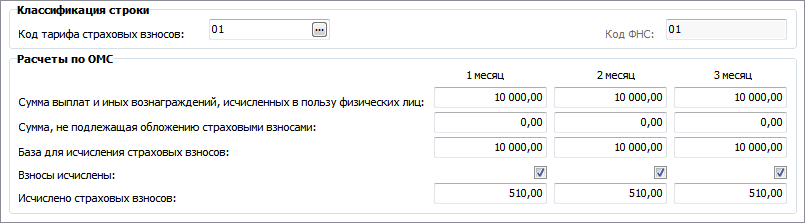 Классификация строки
Код тарифа страховых взносов: 01 ... Код ФНС: 01
Расчеты по ОМС
1 месяц 2 месяц 3 месяц
Сумма выплат и иных вознаграждений, исчисленных в пользу физических лиц: 10 000,00 10 000,00 10 000,00
Сумма, не подлежащая обложению страховыми взносами: 0,00 0,00 0,00
База для исчисления страховых взносов: 10 000,00 10 000,00 10 000,00
Взносы исчислены:
Исчислено страховых взносов: 510,00 510,00 510,00